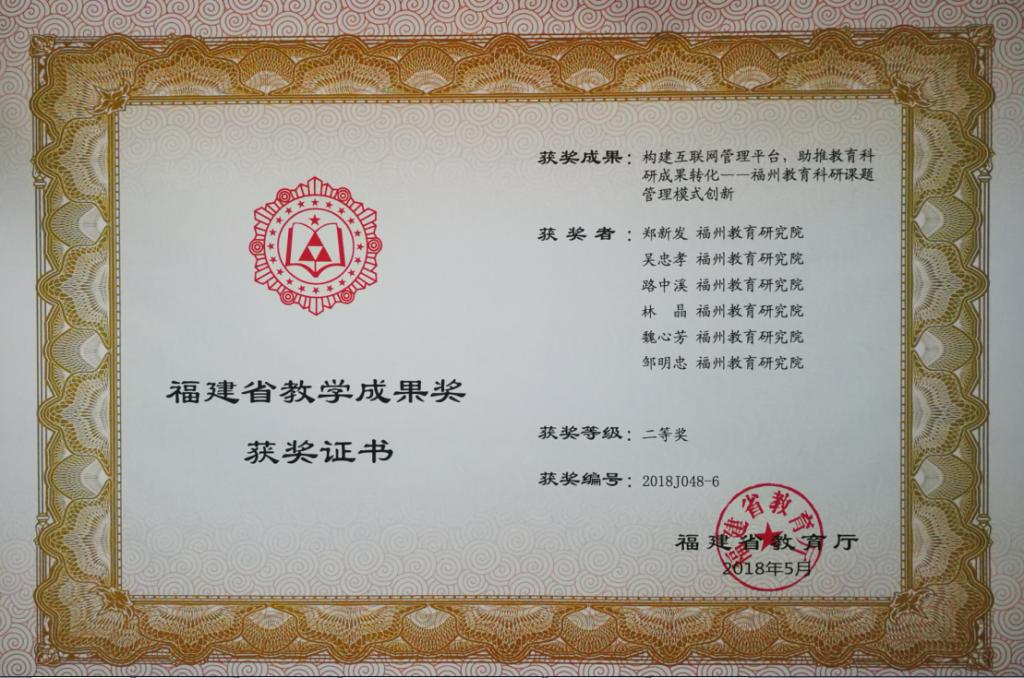 福建省教学成果奖
获奖证书
获奖成果：构建互联网管理平台，助推教育科
研成果转化——福州教育科研课题
管理模式创新
获奖者：郑新发 福州教育研究院
吴忠孝 福州教育研究院
路中溪 福州教育研究院
林　晶 福州教育研究院
魏心芳 福州教育研究院
邹明忠 福州教育研究院
获奖等级：二等奖
获奖编号：2018J048-6
福建省教育厅
福建省教育厅
2018年5月